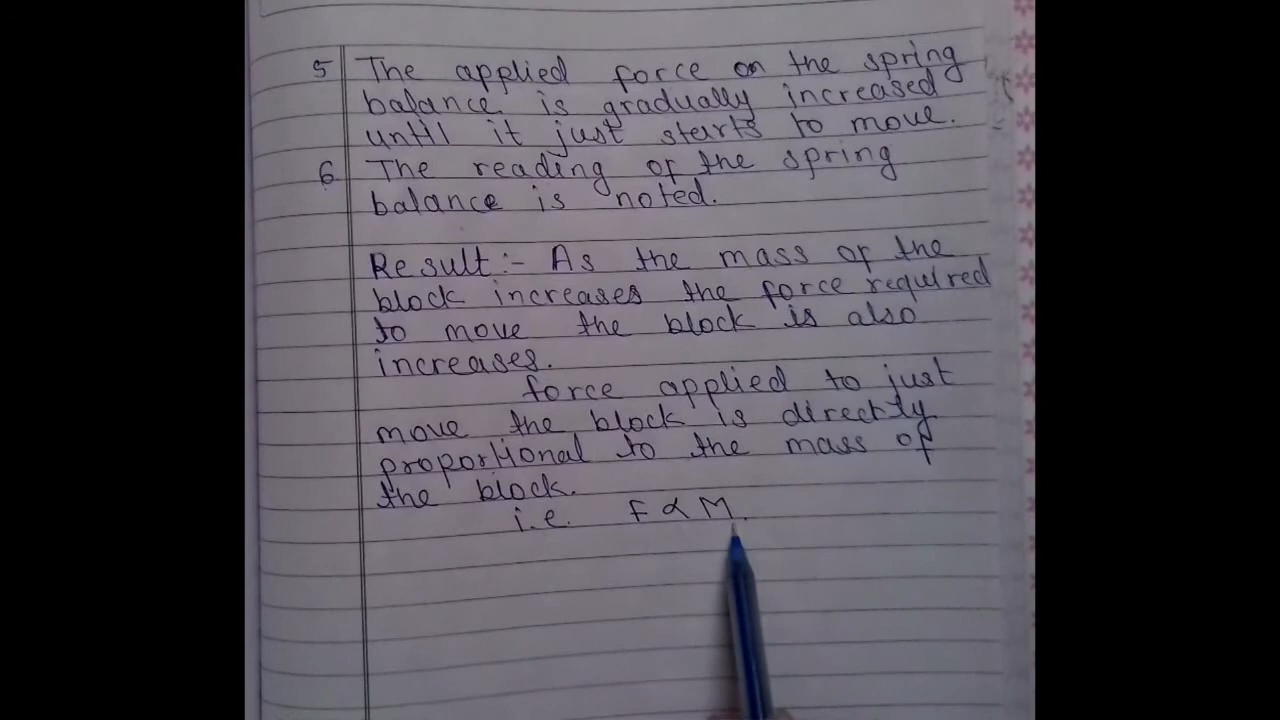 5 The applied force on the spring
balance is gradually increased
until it just starts to move.
6 The reading of the spring
balance is noted.
Result:- As the mass of the
block increases the force required
to move the block is also
increases.
force applied to just
move the block is directly
proportional to the mass of
the block.
i.e. F ∝ M.